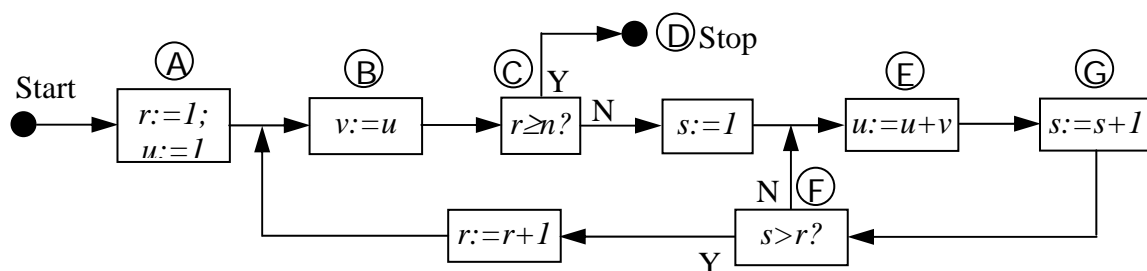 A
B
C
D Stop
E
G
Start
Y
r:=1;
u:=1
v:=u
r≥n?
N
s:=1
u:=u+v
s:=s+1
N
F
r:=r+1
s>r?
Y